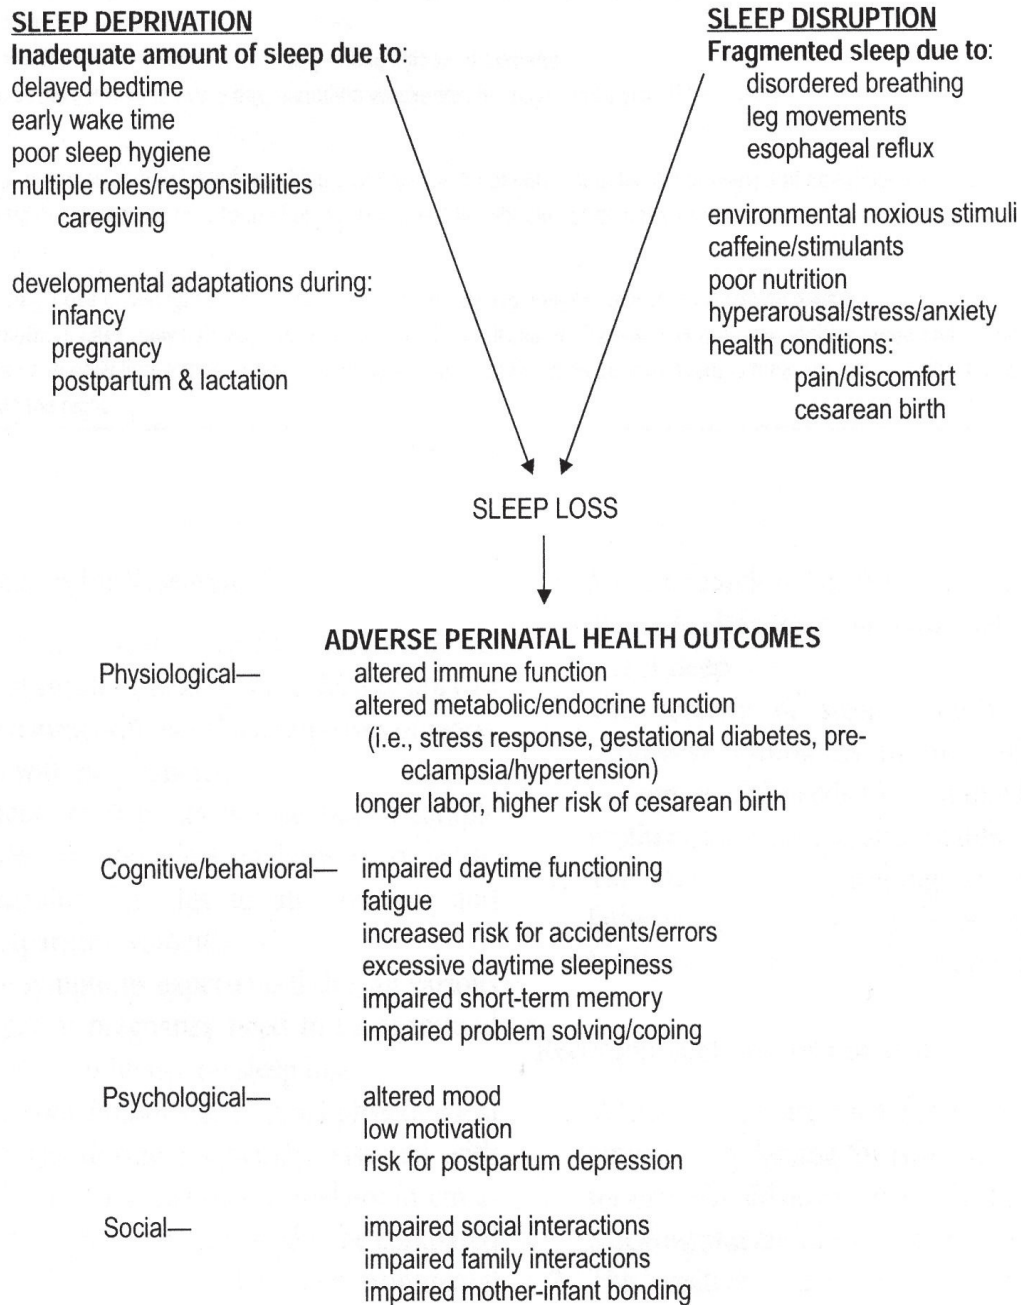 SLEEP DEPRIVATION
Inadequate amount of sleep due to:
delayed bedtime
early wake time
poor sleep hygiene
multiple roles/responsibilities
caregiving
developmental adaptations during:
infancy
pregnancy
postpartum & lactation
SLEEP DISRUPTION
Fragmented sleep due to:
disordered breathing
leg movements
esophageal reflux
environmental noxious stimuli
caffeine/stimulants
poor nutrition
hyperarousal/stress/anxiety
health conditions:
pain/discomfort
cesarean birth
SLEEP LOSS
ADVERSE PERINATAL HEALTH OUTCOMES
Physiological— altered immune function
altered metabolic/endocrine function
(i.e., stress response, gestational diabetes, pre-
eclampsia/hypertension)
longer labor, higher risk of cesarean birth
Cognitive/behavioral— impaired daytime functioning
fatigue
increased risk for accidents/errors
excessive daytime sleepiness
impaired short-term memory
impaired problem solving/coping
Psychological— altered mood
low motivation
risk for postpartum depression
Social— impaired social interactions
impaired family interactions
impaired mother-infant bonding